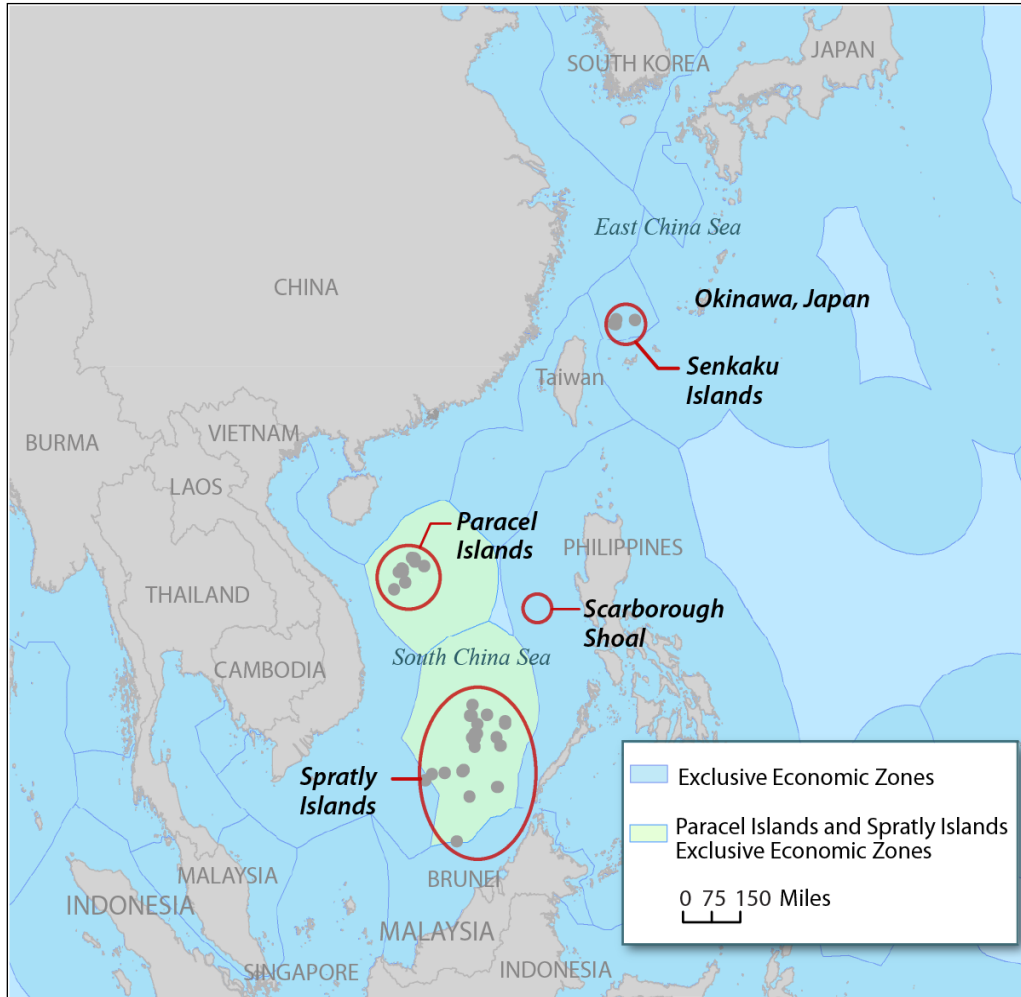 JAPAN
SOUTH KOREA
East China Sea
CHINA
Okinawa, Japan
Senkaku
Islands
Taiwan
BURMA
VIETNAM
LAOS
Paracel
Islands
PHILIPPINES
THAILAND
Scarborough
Shoal
South China Sea
CAMBODIA
Spratly
Islands
Exclusive Economic Zones
Paracel Islands and Spratly Islands
Exclusive Economic Zones
0 75 150 Miles
MALAYSIA
BRUNEI
INDONESIA
MALAYSIA
SINGAPORE
INDONESIA